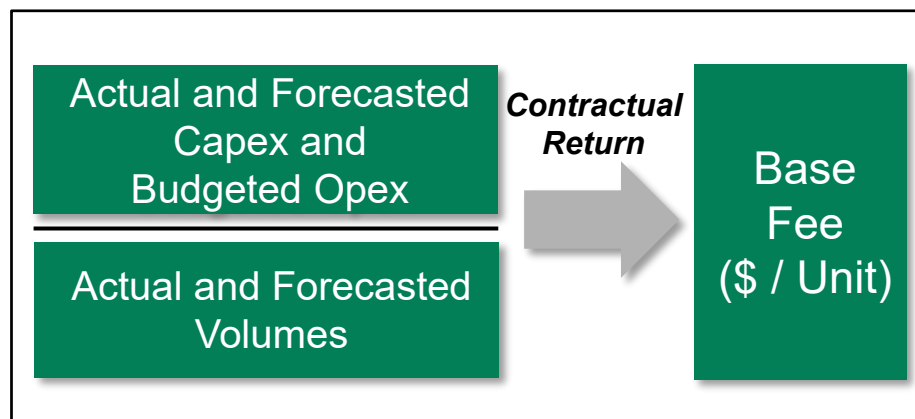 Actual and Forecasted
Capex and
Budgeted Opex
Actual and Forecasted
Volumes
Contractual
Return
Base
Fee
($ / Unit)